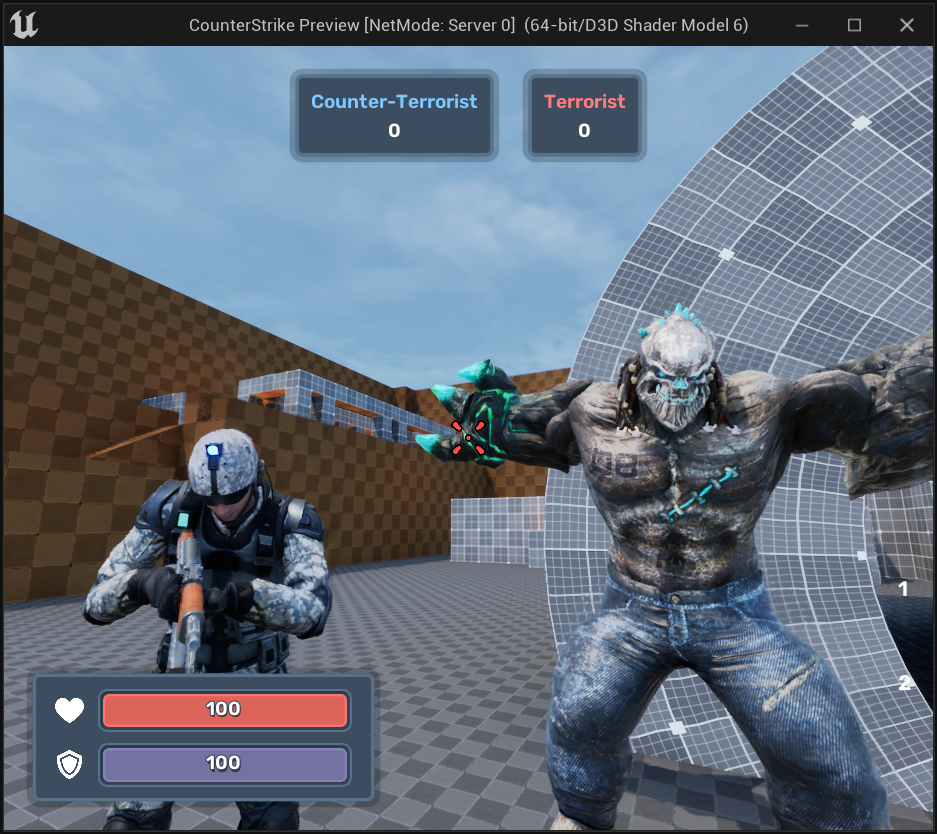 CounterStrike Preview [NetMode: Server 0] (64-bit/D3D Shader Model 6)
Counter-Terrorist
0
Terrorist
0
1
2
100
100